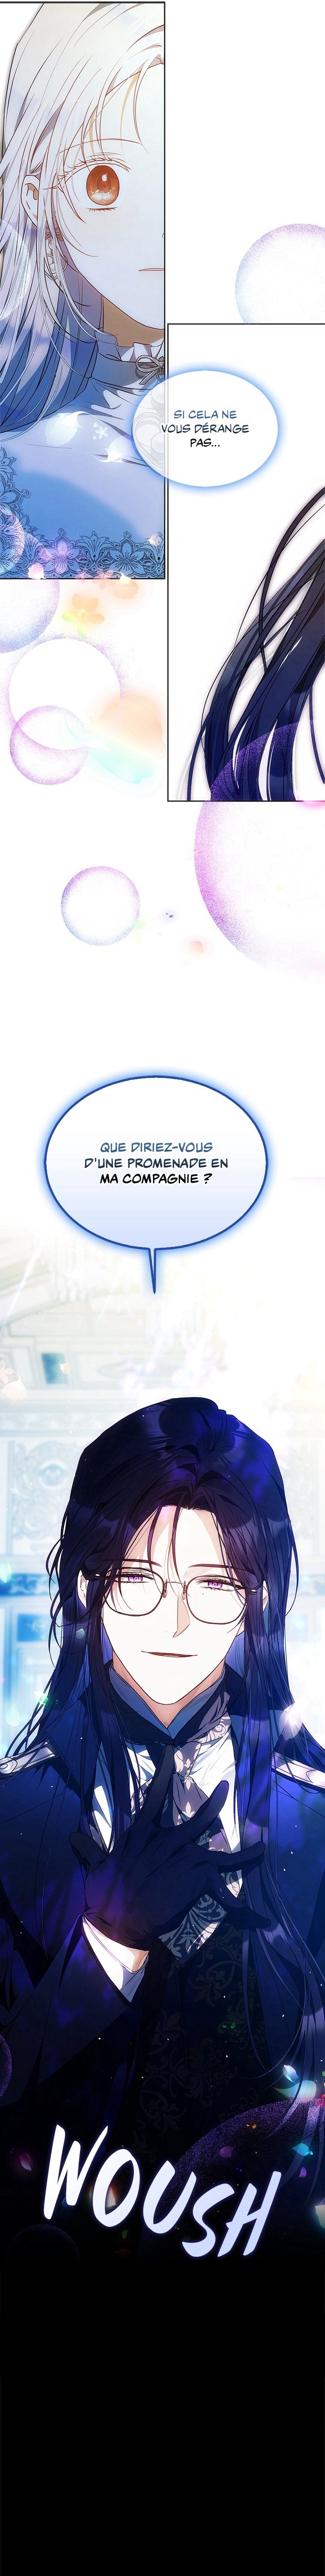 SI CELA NE
VOUS DÉRANGE
PAS...
QUE DIRIEZ-VOUS
D'UNE PROMENADE EN
MA COMPAGNIE ?
WOUSH